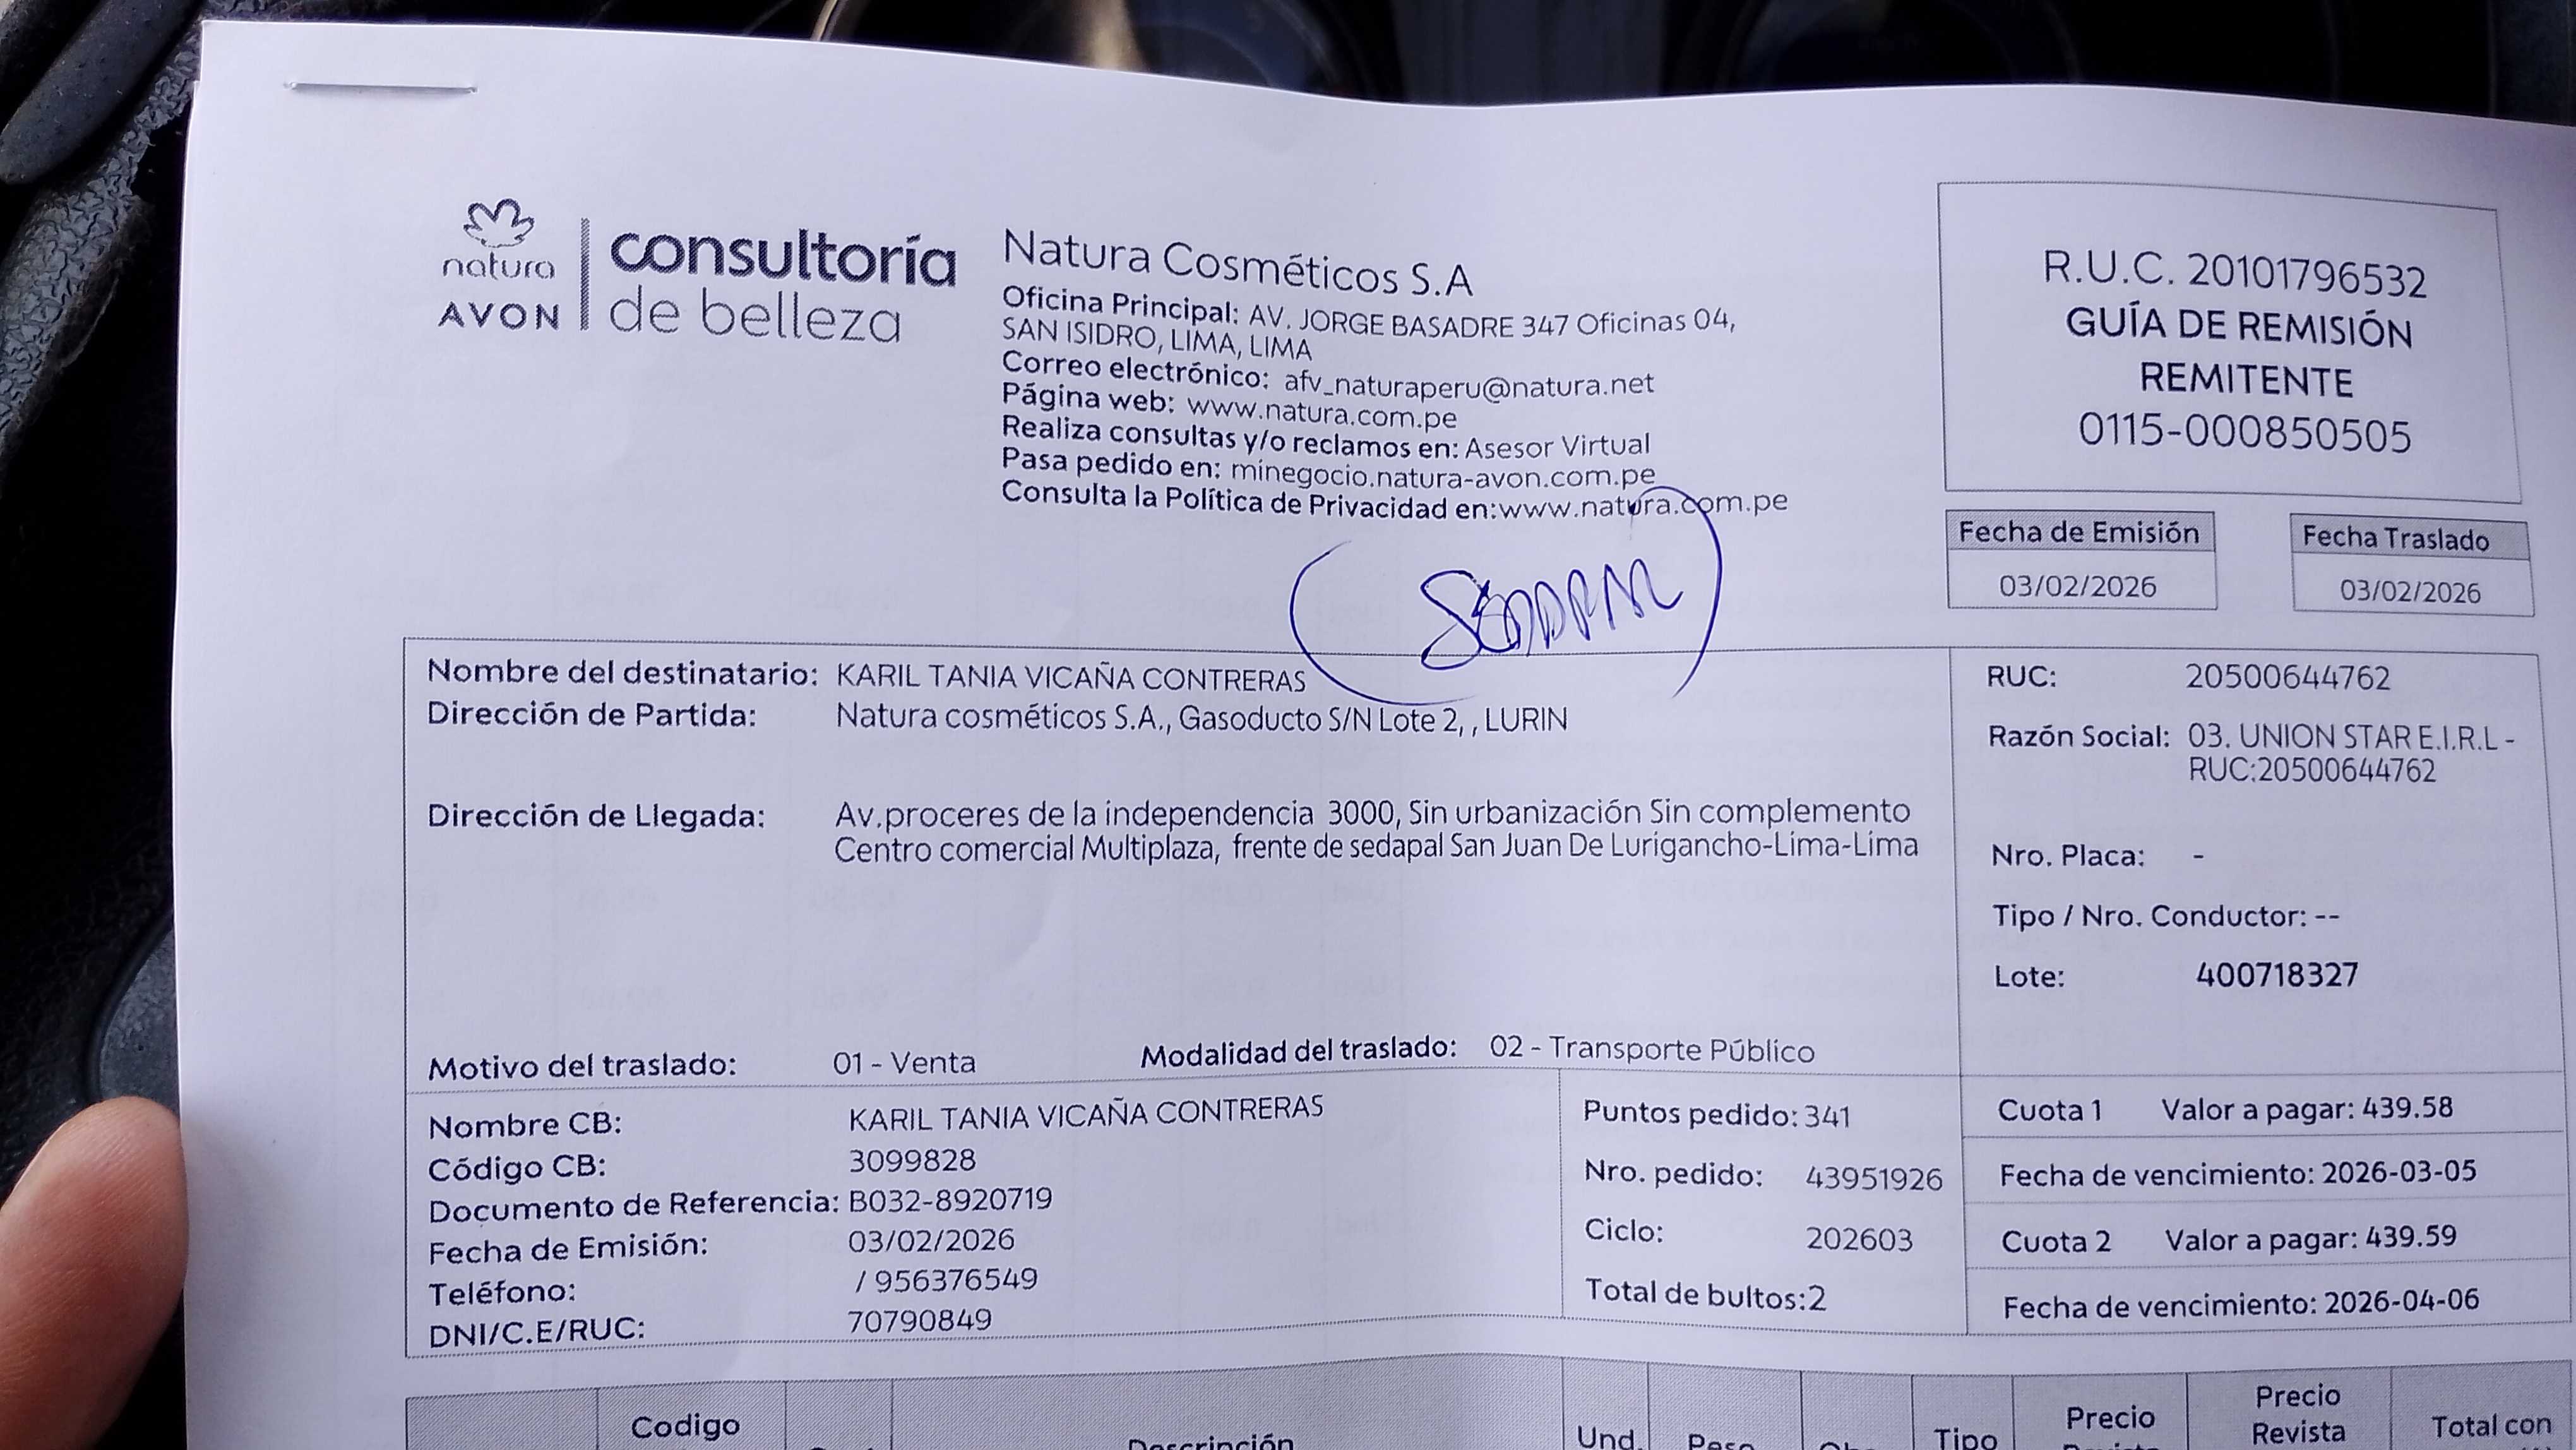 natura
AVON
consultoría
de belleza
Natura Cosméticos S.A
Oficina Principal: AV. JORGE BASADRE 347 Oficinas 04,
SAN ISIDRO, LIMA, LIMA
Correo electrónico: afv_naturaperu@natura.net
Página web: www.natura.com.pe
Realiza consultas y/o reclamos en: Asesor Virtual
Pasa pedido en: minegocio.natura-avon.com.pe
Consulta la Política de Privacidad en:www.natura.com.pe
R.U.C. 20101796532
GUÍA DE REMISIÓN
REMITENTE
0115-000850505
Fecha de Emisión
03/02/2026
Fecha Traslado
03/02/2026
Nombre del destinatario: KARIL TANIA VICAÑA CONTRERAS
Dirección de Partida: Natura cosméticos S.A., Gasoducto S/N Lote 2, , LURIN
Dirección de Llegada: Av.proceres de la independencia 3000, Sin urbanización Sin complemento
Centro comercial Multiplaza, frente de sedapal San Juan De Lurigancho-Lima-Lima
Motivo del traslado: 01 - Venta Modalidad del traslado: 02 - Transporte Público
RUC: 20500644762
Razón Social: 03. UNION STAR E.I.R.L -
RUC:20500644762
Nro. Placa: -
Tipo / Nro. Conductor: --
Lote: 400718327
Nombre CB: KARIL TANIA VICAÑA CONTRERAS
Código CB: 3099828
Documento de Referencia: B032-8920719
Fecha de Emisión: 03/02/2026
Teléfono: / 956376549
DNI/C.E/RUC: 70790849
Puntos pedido: 341
Nro. pedido: 43951926
Ciclo: 202603
Total de bultos:2
Cuota 1 Valor a pagar: 439.58
Fecha de vencimiento: 2026-03-05
Cuota 2 Valor a pagar: 439.59
Fecha de vencimiento: 2026-04-06
Codigo
Descripción
Und.
Peso
Tipo
Precio
Precio
Revista
Total con